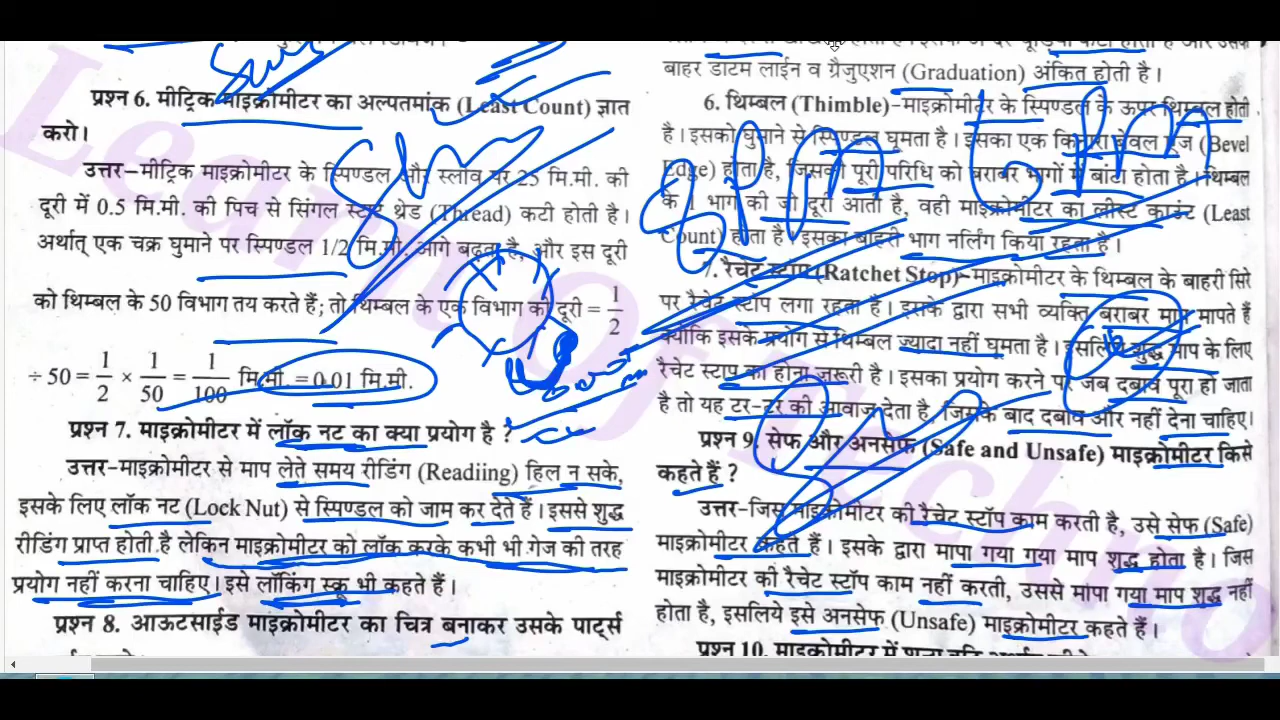 प्रश्न 6. मीट्रिक माइक्रोमीटर का अल्पतमांक (Least Count) ज्ञात
करो।
उत्तर–मीट्रिक माइक्रोमीटर के स्पिण्डल और स्लीव पर 25 मि.मी. की
दूरी में 0.5 मि.मी. की पिच से सिंगल स्टार्ट थ्रेड (Thread) कटी होती है।
अर्थात् एक चक्र घुमाने पर स्पिण्डल 1/2 मि.मी. आगे बढ़ता है, और इस दूरी
को थिम्बल के 50 विभाग तय करते हैं; तो थिम्बल के एक विभाग की दूरी = 1/2
÷ 50 = 1/2 × 1/50 = 1/100 मि.मी. = 0.01 मि.मी.
प्रश्न 7. माइक्रोमीटर में लॉक नट का क्या प्रयोग है ?
उत्तर–माइक्रोमीटर से माप लेते समय रीडिंग (Readiing) हिल न सके,
इसके लिए लॉक नट (Lock Nut) से स्पिण्डल को जाम कर देते हैं। इससे शुद्ध
रीडिंग प्राप्त होती है लेकिन माइक्रोमीटर को लॉक करके कभी भी गेज की तरह
प्रयोग नहीं करना चाहिए। इसे लॉकिंग स्क्रू भी कहते हैं।
प्रश्न 8. आऊटसाईड माइक्रोमीटर का चित्र बनाकर उसके पार्ट्स
बाहर डाटम लाईन व ग्रैजुएशन (Graduation) अंकित होती है।
6. थिम्बल (Thimble)–माइक्रोमीटर के स्पिण्डल के ऊपर थिम्बल होती
है। इसको घुमाने से स्पिण्डल घूमता है। इसका एक किनारा बेवल एज (Bevel
Edge) होता है, जिसकी पूरी परिधि को बराबर भागों में बांटा होता है। थिम्बल
के 1 भाग की जो दूरी आती है, वही माइक्रोमीटर का लीस्ट काउंट (Least
Count) होता है। इसका बाहरी भाग नर्लिंग किया रहता है।
7. रैचेट स्टॉप (Ratchet Stop)–माइक्रोमीटर के थिम्बल के बाहरी सिरे
पर रैचेट स्टॉप लगा रहता है। इसके द्वारा सभी व्यक्ति बराबर माप मापते हैं
क्योंकि इसके प्रयोग से थिम्बल ज्यादा नहीं घूमता है। इसलिए शुद्ध माप के लिए
रैचेट स्टाप का होना ज़रूरी है। इसका प्रयोग करने पर जब दबाव पूरा हो जाता
है तो यह टर-टर की आवाज देता है, जिसके बाद दबाव और नहीं देना चाहिए।
प्रश्न 9. सेफ और अनसेफ (Safe and Unsafe) माइक्रोमीटर किसे
कहते हैं ?
उत्तर–जिस माइक्रोमीटर की रैचेट स्टॉप काम करती है, उसे सेफ (Safe)
माइक्रोमीटर कहते हैं। इसके द्वारा मापा गया गया माप शुद्ध होता है। जिस
माइक्रोमीटर की रैचेट स्टॉप काम नहीं करती, उससे मापा गया माप शुद्ध नहीं
होता है, इसलिये इसे अनसेफ (Unsafe) माइक्रोमीटर कहते हैं।
प्रश्न 10. माइक्रोमीटर में